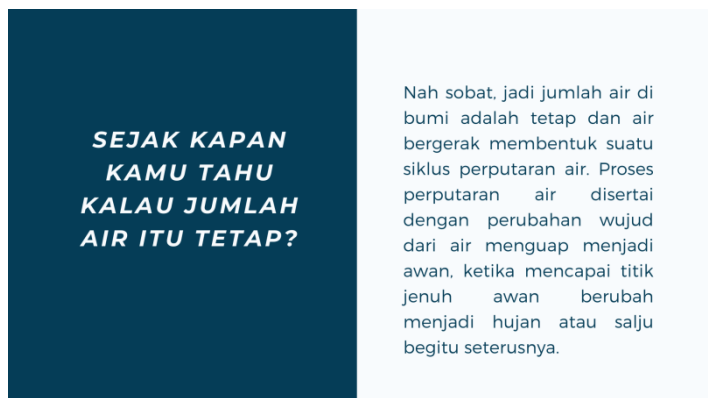 SEJAK KAPAN
KAMU TAHU
KALAU JUMLAH
AIR ITU TETAP?
Nah sobat, jadi jumlah air di
bumi adalah tetap dan air
bergerak membentuk suatu
siklus perputaran air. Proses
perputaran air disertai
dengan perubahan wujud
dari air menguap menjadi
awan, ketika mencapai titik
jenuh awan berubah
menjadi hujan atau salju
begitu seterusnya.